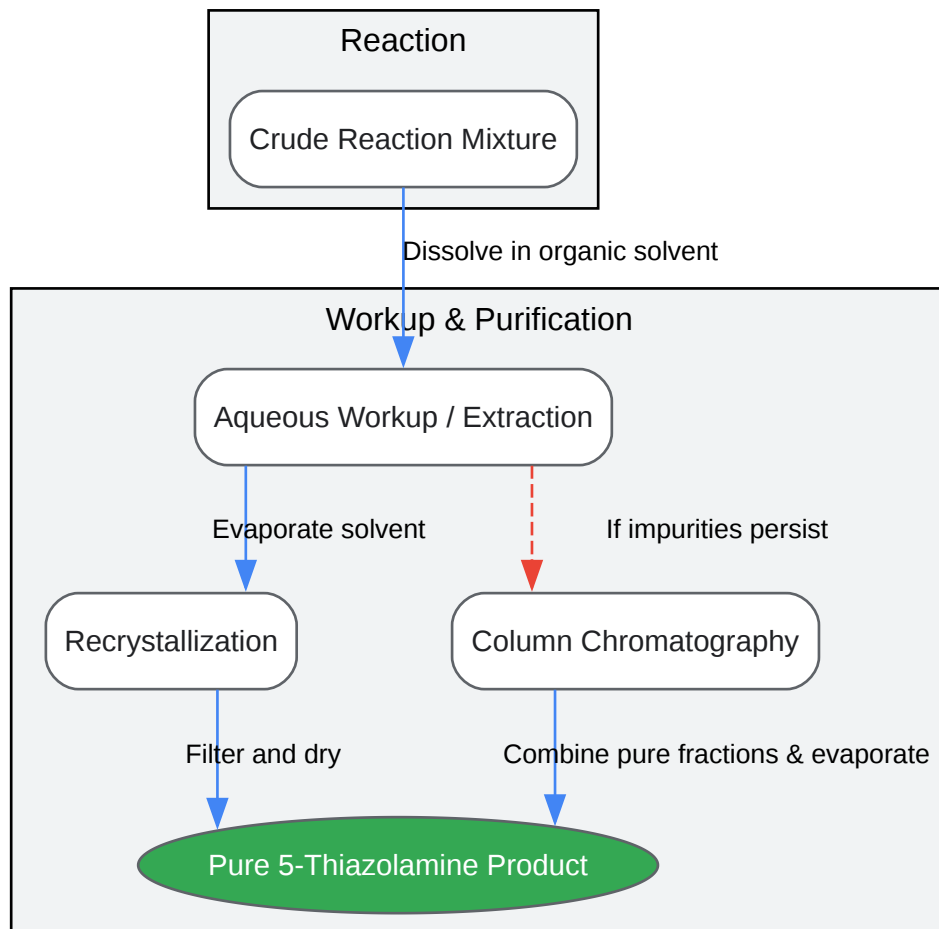 Reaction
Crude Reaction Mixture
Dissolve in organic solvent
Workup & Purification
Aqueous Workup / Extraction
Evaporate solvent
If impurities persist
Recrystallization
Column Chromatography
Filter and dry
Combine pure fractions & evaporate
Pure 5-Thiazolamine Product